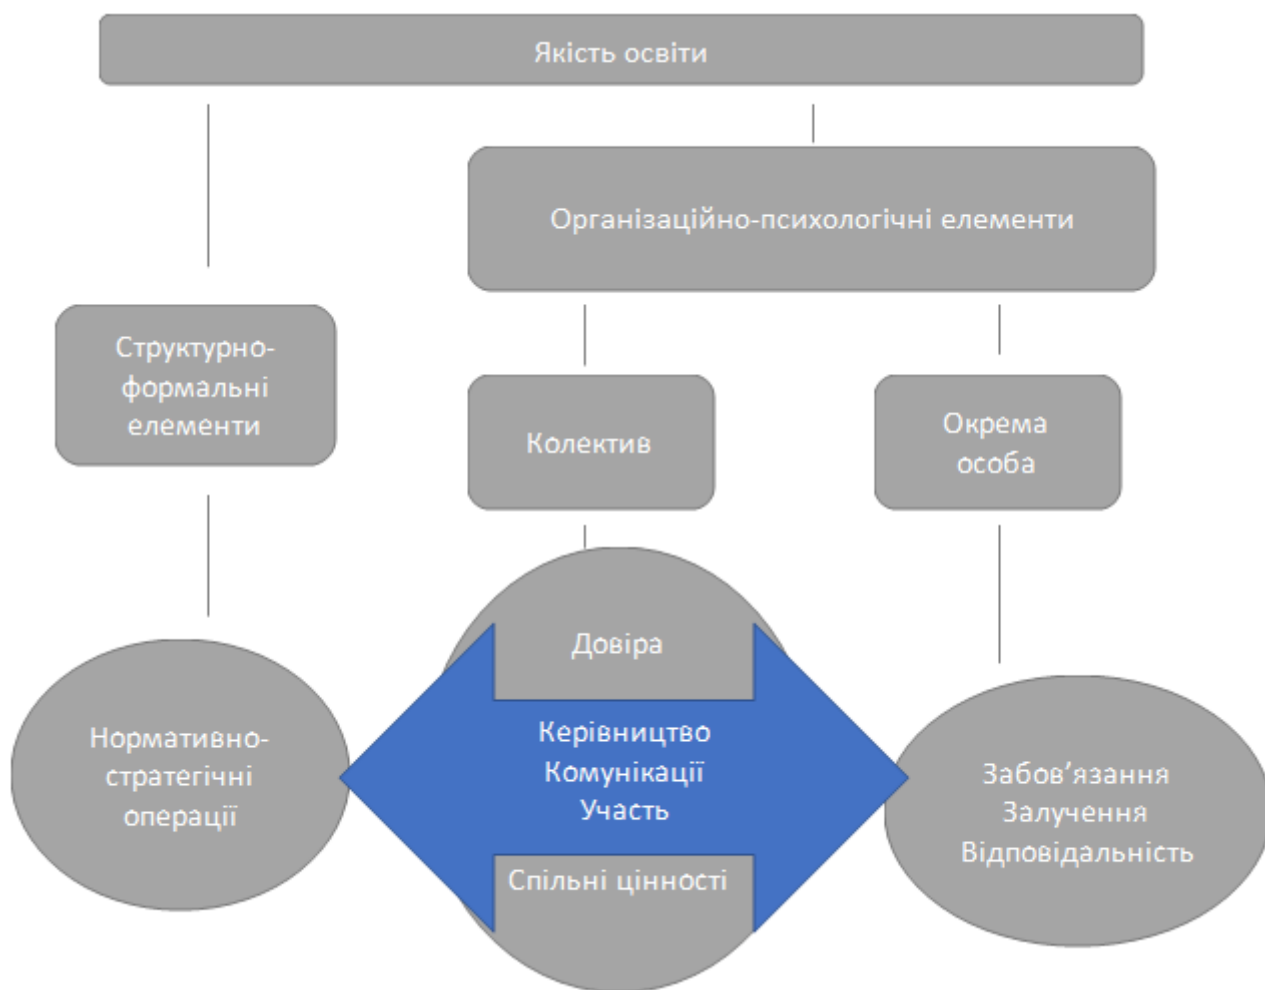 Якість освіти
Організаційно-психологічні елементи
Структурно-
формальні
елементи
Колектив
Окрема
особа
Довіра
Нормативно-
стратегічні
операції
Керівництво
Комунікації
Участь
Спільні цінності
Забов’язання
Залучення
Відповідальність